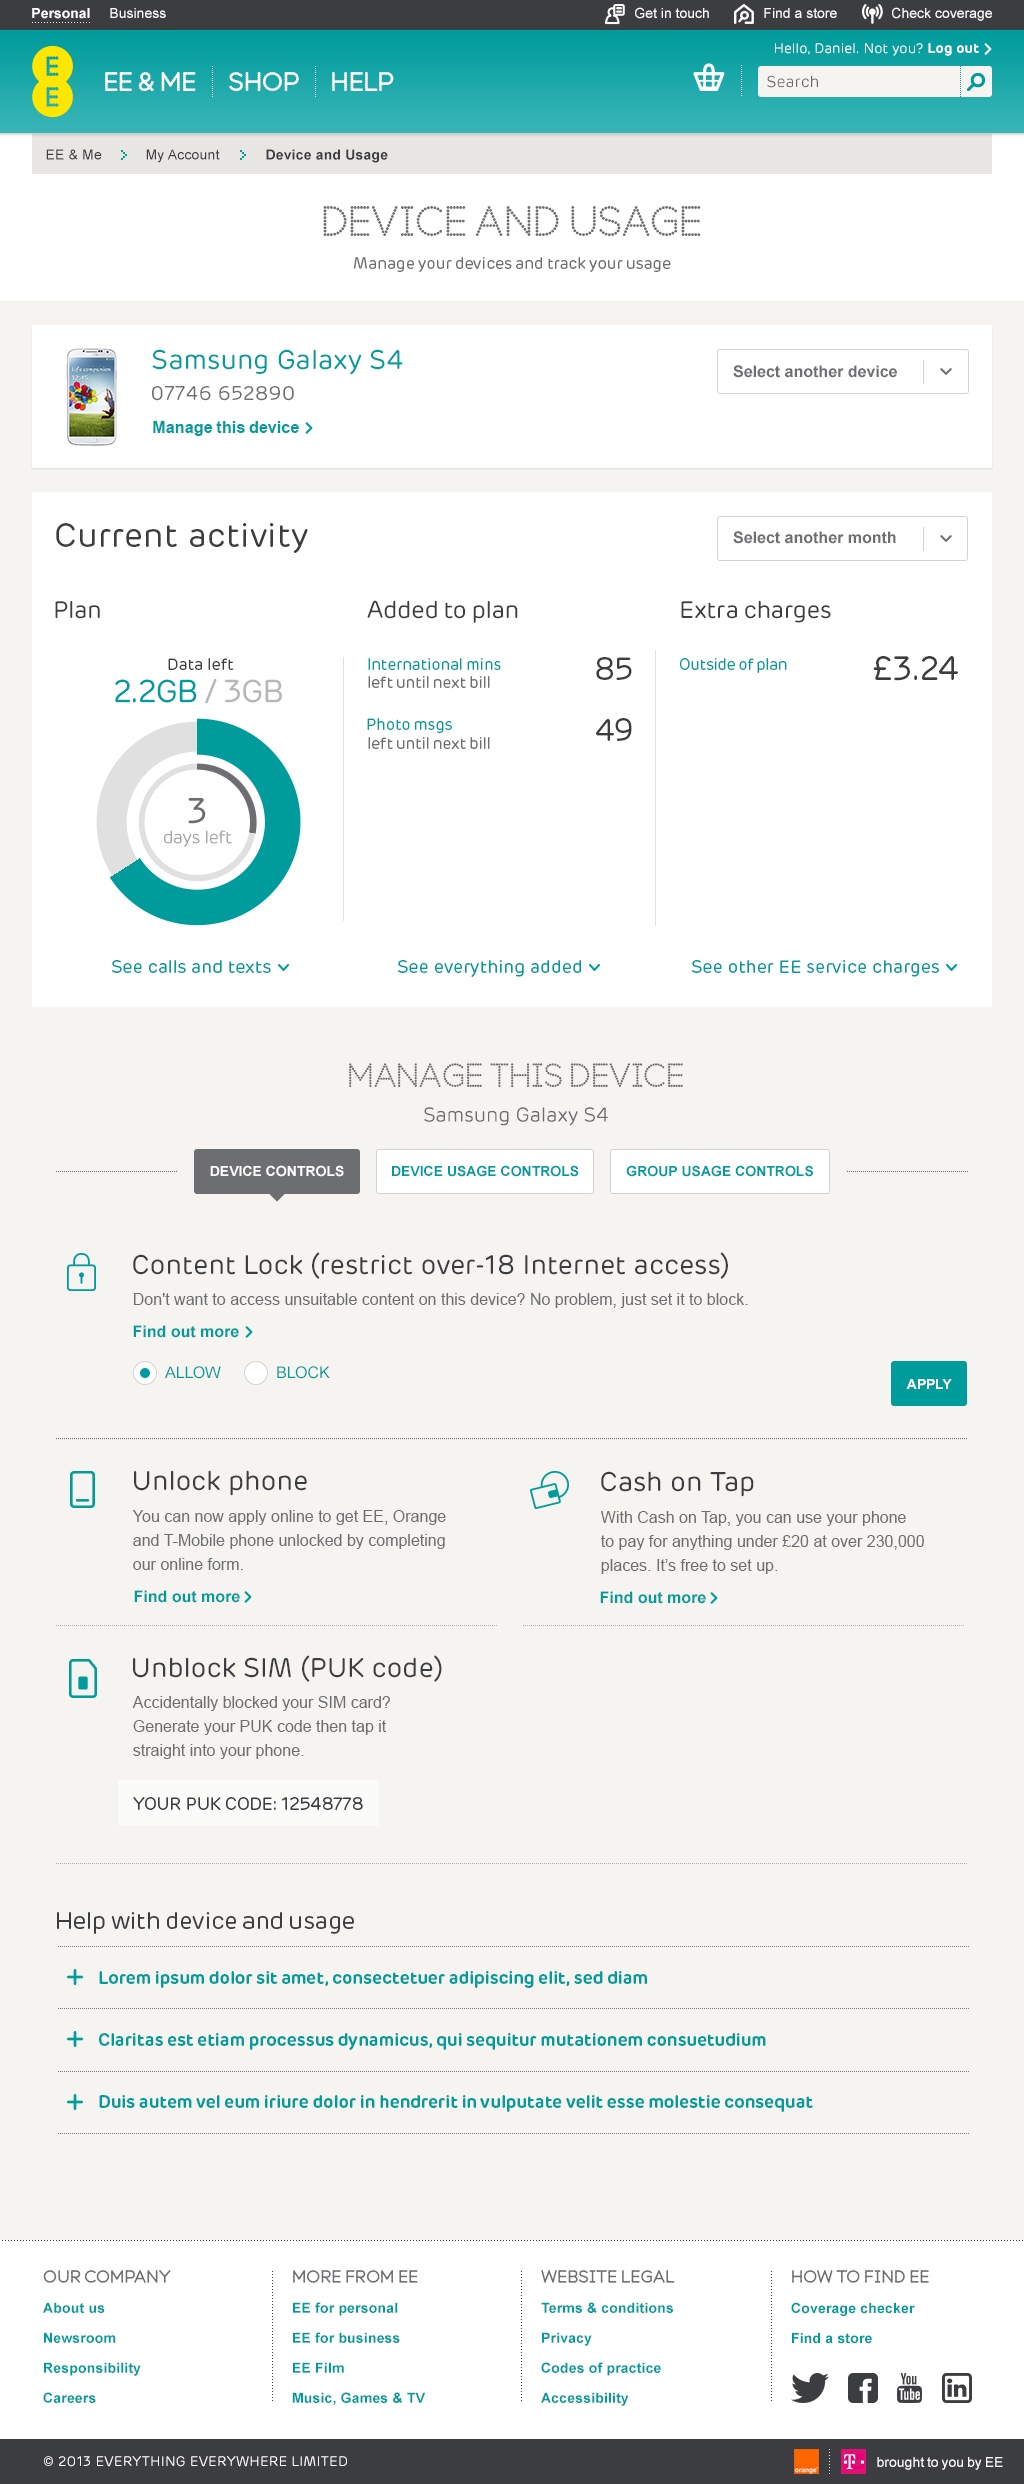 Personal Business Get in touch Find a store Check coverage
Hello, Daniel. Not you? Log out
EE
EE & ME SHOP HELP
Search
EE & Me My Account Device and Usage
DEVICE AND USAGE
Manage your devices and track your usage
Samsung Galaxy S4
07746 652890
Manage this device
Select another device
Life companion
12:45
Current activity
Select another month
Plan
Data left
2.2GB / 3GB
3
days left
See calls and texts
Added to plan
International mins
left until next bill
85
Photo msgs
left until next bill
49
See everything added
Extra charges
Outside of plan
£3.24
See other EE service charges
MANAGE THIS DEVICE
Samsung Galaxy S4
DEVICE CONTROLS DEVICE USAGE CONTROLS GROUP USAGE CONTROLS
Content Lock (restrict over-18 Internet access)
Don't want to access unsuitable content on this device? No problem, just set it to block.
Find out more
ALLOW BLOCK
APPLY
Unlock phone
You can now apply online to get EE, Orange
and T-Mobile phone unlocked by completing
our online form.
Find out more
Cash on Tap
With Cash on Tap, you can use your phone
to pay for anything under £20 at over 230,000
places. It’s free to set up.
Find out more
Unblock SIM (PUK code)
Accidentally blocked your SIM card?
Generate your PUK code then tap it
straight into your phone.
YOUR PUK CODE: 12548778
Help with device and usage
+ Lorem ipsum dolor sit amet, consectetuer adipiscing elit, sed diam
+ Claritas est etiam processus dynamicus, qui sequitur mutationem consuetudium
+ Duis autem vel eum iriure dolor in hendrerit in vulputate velit esse molestie consequat
OUR COMPANY
About us
Newsroom
Responsibility
Careers
MORE FROM EE
EE for personal
EE for business
EE Film
Music, Games & TV
WEBSITE LEGAL
Terms & conditions
Privacy
Codes of practice
Accessibility
HOW TO FIND EE
Coverage checker
Find a store
You
Tube
in
© 2013 EVERYTHING EVERYWHERE LIMITED
orange
T
brought to you by EE